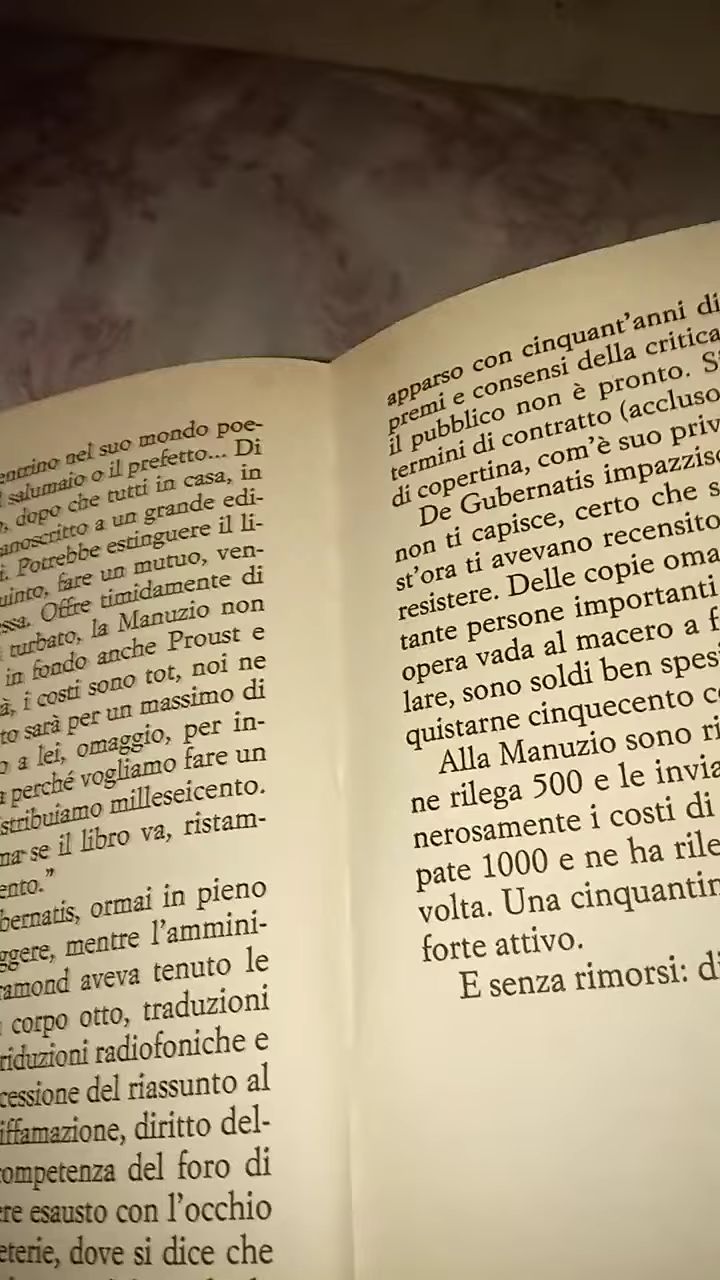 nel suo mondo poe-
salumaio o il prefetto... Di
dopo che tutti in casa, in
anoscritto a un grande edi-
i. Potrebbe estinguere il li-
uinto, fare un mutuo, ven-
ssa. Offre timidamente di
turbato, la Manuzio non
in fondo anche Proust e
à, i costi sono tot, noi ne
to sarà per un massimo di
o a lei, omaggio, per in-
a perché vogliamo fare un
stribuiamo milleseicento.
ma se il libro va, ristam-
ento.”
bernatis, ormai in pieno
ggere, mentre l’ammini-
ramond aveva tenuto le
corpo otto, traduzioni
riduzioni radiofoniche e
cessione del riassunto al
iffamazione, diritto del-
ompetenza del foro di
re esausto con l’occhio
eterie, dove si dice che
apparso con cinquant’anni di
premi e consensi della critica
il pubblico non è pronto. S
termini di contratto (accluso
di copertina, com’è suo priv
De Gubernatis impazzisc
non ti capisce, certo che s
st’ora ti avevano recensito
resistere. Delle copie oma
tante persone importanti
opera vada al macero a f
lare, sono soldi ben spesi
quistarne cinquecento c
Alla Manuzio sono ri
ne rilega 500 e le invia
nerosamente i costi di
pate 1000 e ne ha rile
volta. Una cinquantin
forte attivo.
E senza rimorsi: di